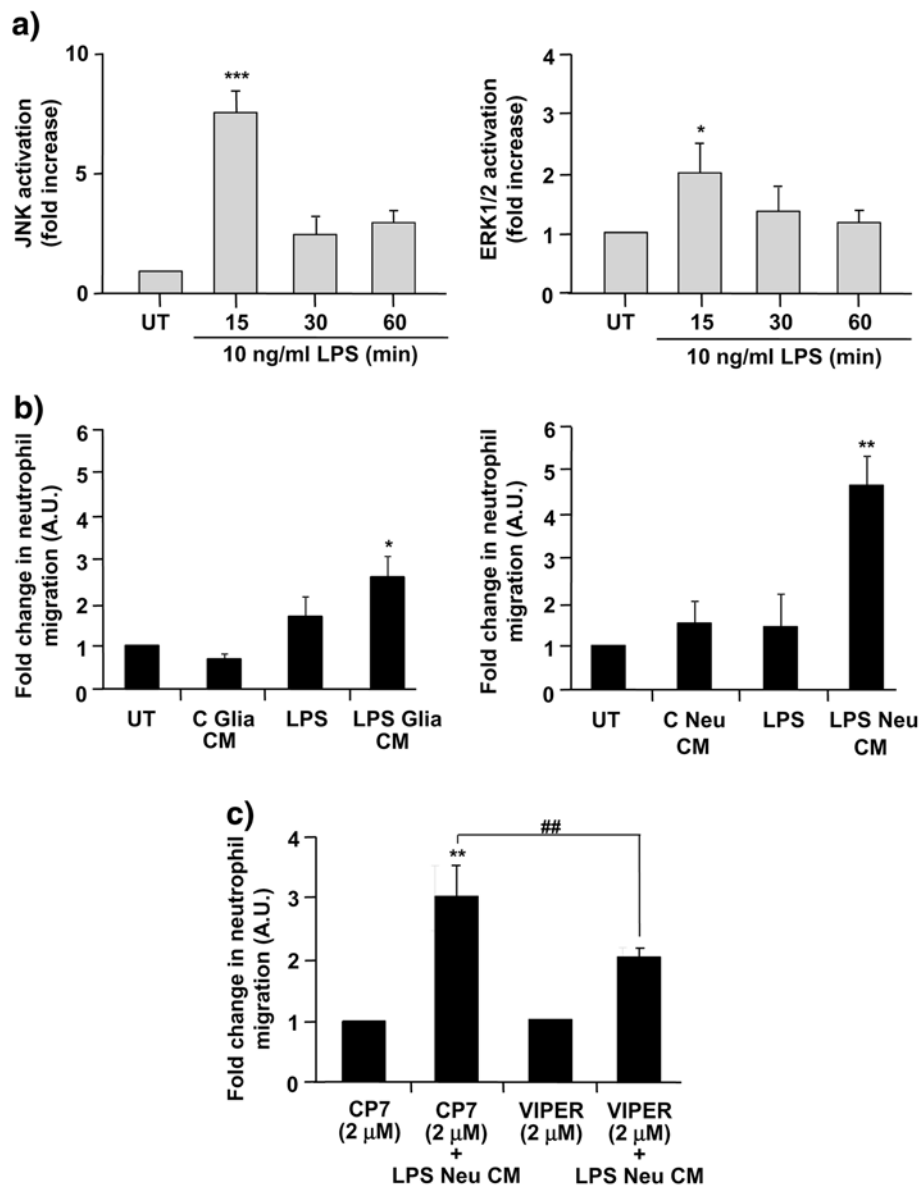 a)
JNK activation
(fold increase)
10
5
0
***
UT
15
30
60
10 ng/ml LPS (min)
ERK1/2 activation
(fold increase)
4
3
2
1
0
*
UT
15
30
60
10 ng/ml LPS (min)
b)
Fold change in neutrophil
migration (A.U.)
6
5
4
3
2
1
0
*
UT
C Glia
CM
LPS
LPS Glia
CM
Fold change in neutrophil
migration (A.U.)
6
5
4
3
2
1
0
**
UT
C Neu
CM
LPS
LPS Neu
CM
c)
Fold change in neutrophil
migration (A.U.)
4
3
2
1
0
**
##
CP7
(2 µM)
CP7
(2 µM)
+
LPS Neu CM
VIPER
(2 µM)
VIPER
(2 µM)
+
LPS Neu CM